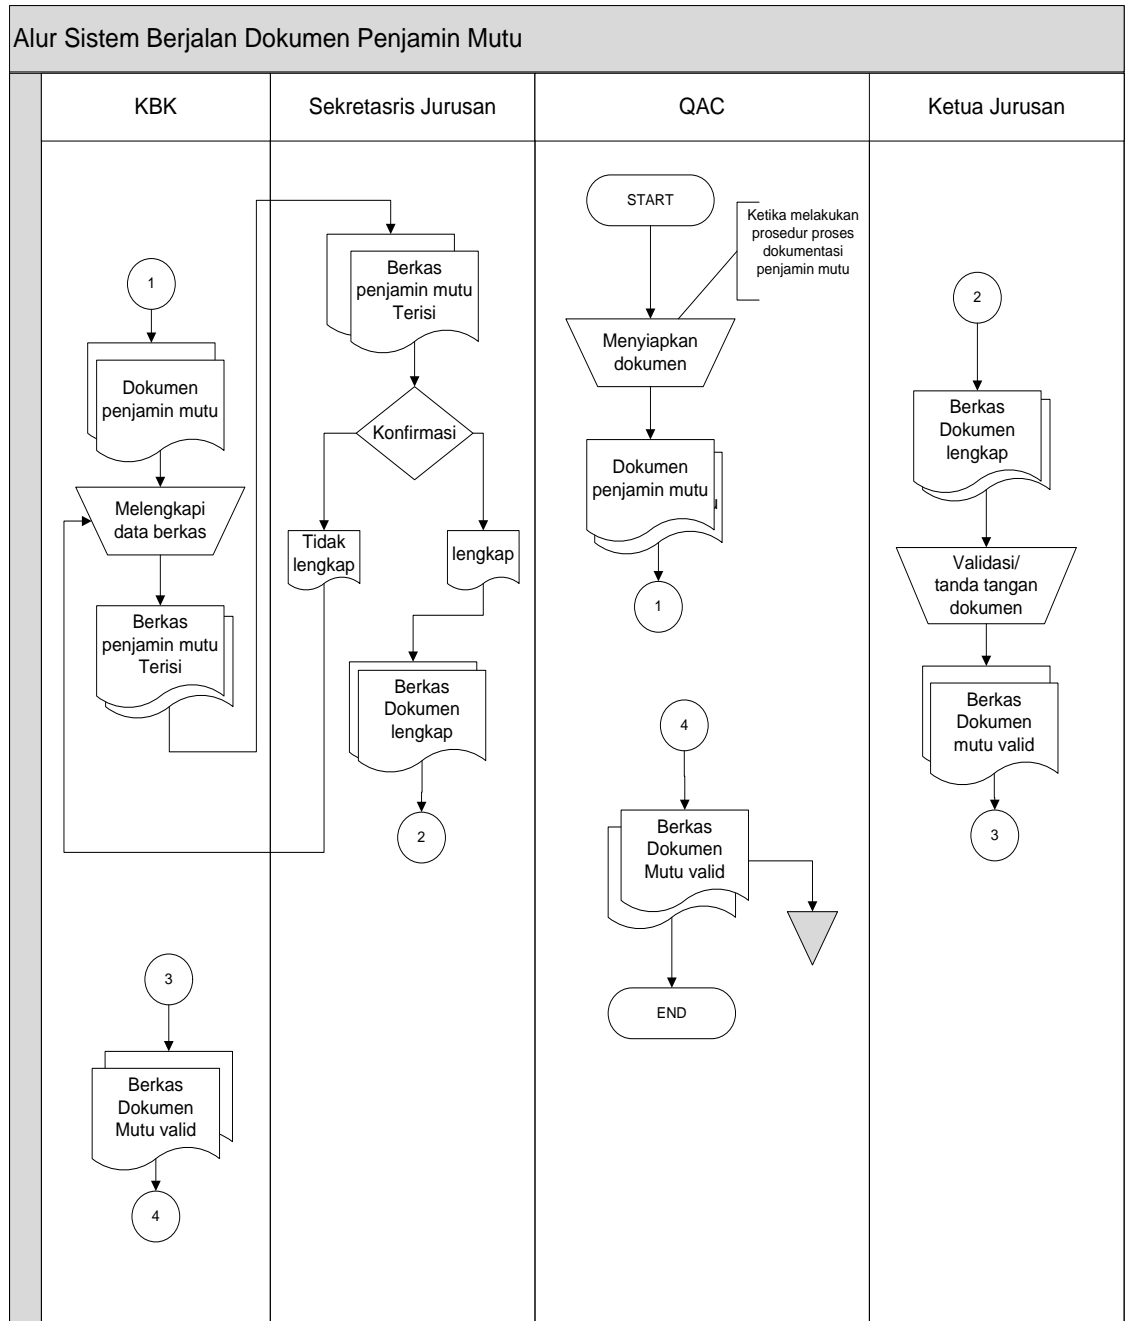 Alur Sistem Berjalan Dokumen Penjamin Mutu
KBK
Sekretasris Jurusan
QAC
Ketua Jurusan
1
Dokumen
penjamin mutu
Melengkapi
data berkas
Berkas
penjamin mutu
Terisi
3
Berkas
Dokumen
Mutu valid
4
Berkas
penjamin mutu
Terisi
Konfirmasi
Tidak
lengkap
lengkap
Berkas
Dokumen
lengkap
2
START
Ketika melakukan
prosedur proses
dokumentasi
penjamin mutu
Menyiapkan
dokumen
Dokumen
penjamin mutu
1
4
Berkas
Dokumen
Mutu valid
END
2
Berkas
Dokumen
lengkap
Validasi/
tanda tangan
dokumen
Berkas
Dokumen
mutu valid
3